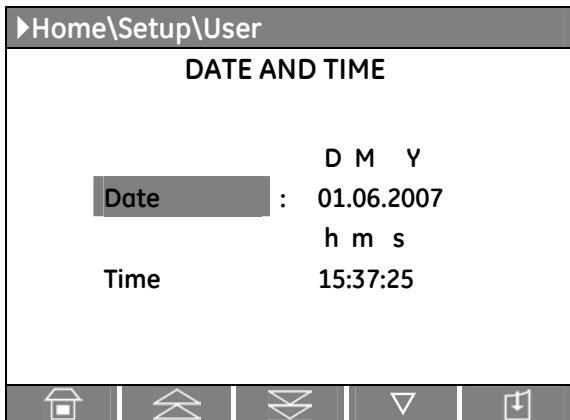 Home\Setup\User
DATE AND TIME
D M Y
Date : 01.06.2007
h m s
Time 15:37:25